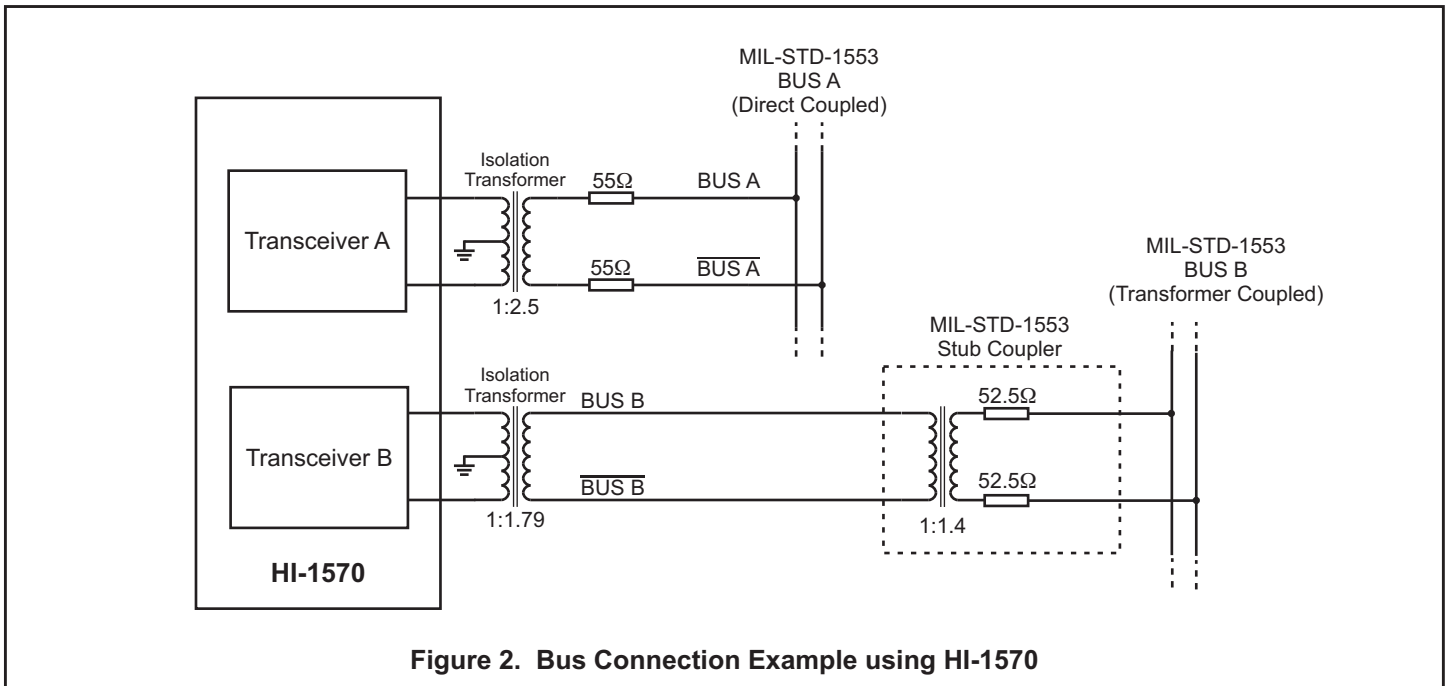 MIL-STD-1553
BUS A
(Direct Coupled)
Isolation
Transformer
55Ω
BUS A
Transceiver A
55Ω
B̅U̅S̅ ̅A̅
1:2.5
MIL-STD-1553
BUS B
(Transformer Coupled)
MIL-STD-1553
Stub Coupler
Isolation
Transformer
BUS B
52.5Ω
Transceiver B
B̅U̅S̅ ̅B̅
52.5Ω
1:1.79
1:1.4
HI-1570
Figure 2. Bus Connection Example using HI-1570